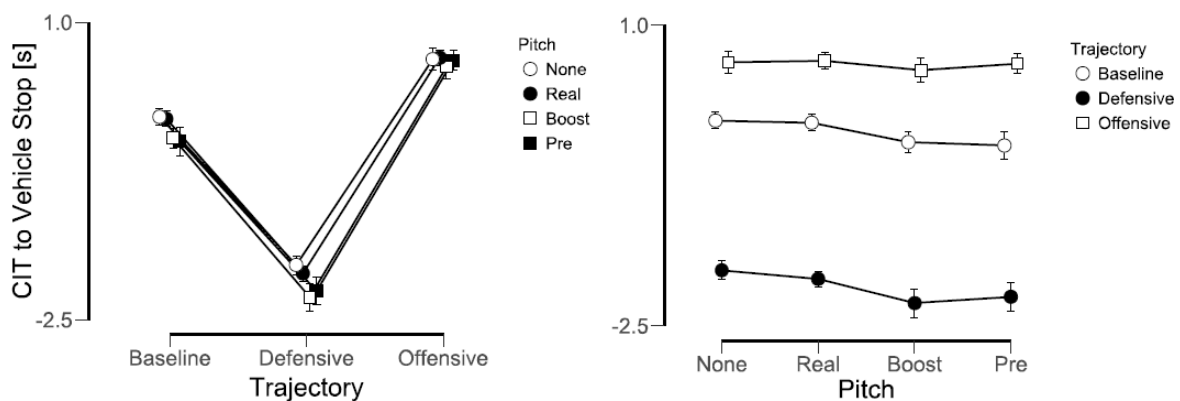 CIT to Vehicle Stop [s]
1.0
-2.5
Baseline
Defensive
Offensive
Trajectory
Pitch
None
Real
Boost
Pre
1.0
-2.5
None
Real
Boost
Pre
Pitch
Trajectory
Baseline
Defensive
Offensive